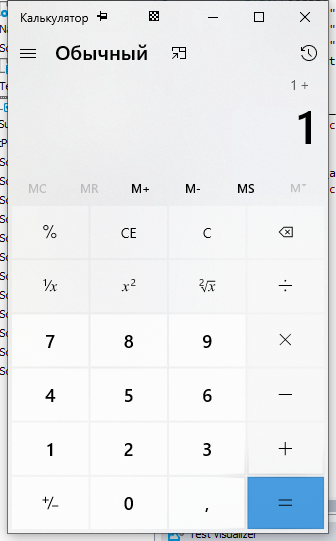 Калькулятор
Обычный
1 +
1
MC MR M+ M- MS M˅
% CE C
¹/x x² ²√x ÷
7 8 9 ×
4 5 6 −
1 2 3 +
+/− 0 , =
Test Visualizer